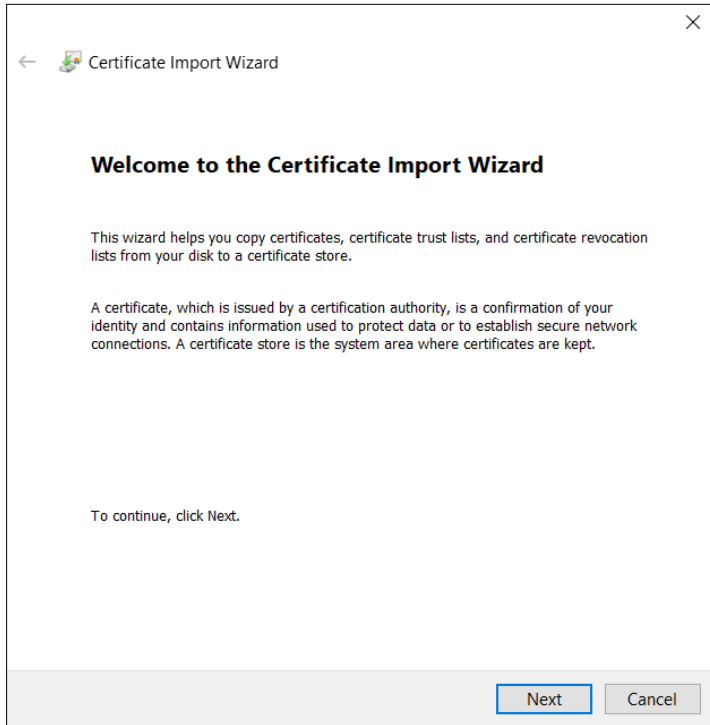 Certificate Import Wizard
Welcome to the Certificate Import Wizard
This wizard helps you copy certificates, certificate trust lists, and certificate revocation
lists from your disk to a certificate store.
A certificate, which is issued by a certification authority, is a confirmation of your
identity and contains information used to protect data or to establish secure network
connections. A certificate store is the system area where certificates are kept.
To continue, click Next.
Next Cancel